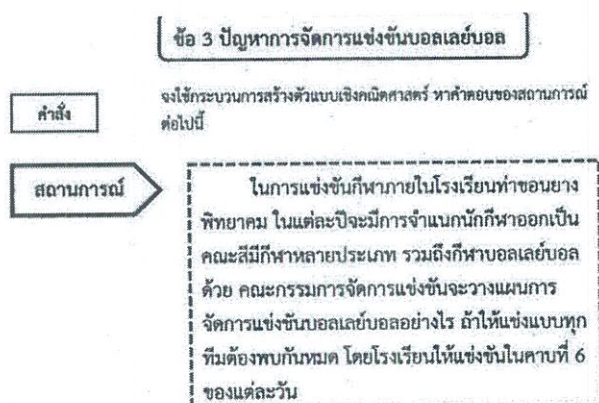 ข้อ 3 ปัญหาการจัดการแข่งขันบอลเลย์บอล
คำสั่ง
จงใช้กระบวนการสร้างตัวแบบเชิงคณิตศาสตร์ หาคำตอบของสถานการณ์
ต่อไปนี้
สถานการณ์
ในการแข่งขันกีฬาภายในโรงเรียนท่าขอนยาง
พิทยาคม ในแต่ละปีจะมีการจำแนกนักกีฬาออกเป็น
คณะสีมีกีฬาหลายประเภท รวมถึงกีฬาบอลเลย์บอล
ด้วย คณะกรรมการจัดการแข่งขันจะวางแผนการ
จัดการแข่งขันบอลเลย์บอลอย่างไร ถ้าให้แข่งแบบทุก
ทีมต้องพบกันหมด โดยโรงเรียนให้แข่งขันในคาบที่ 6
ของแต่ละวัน